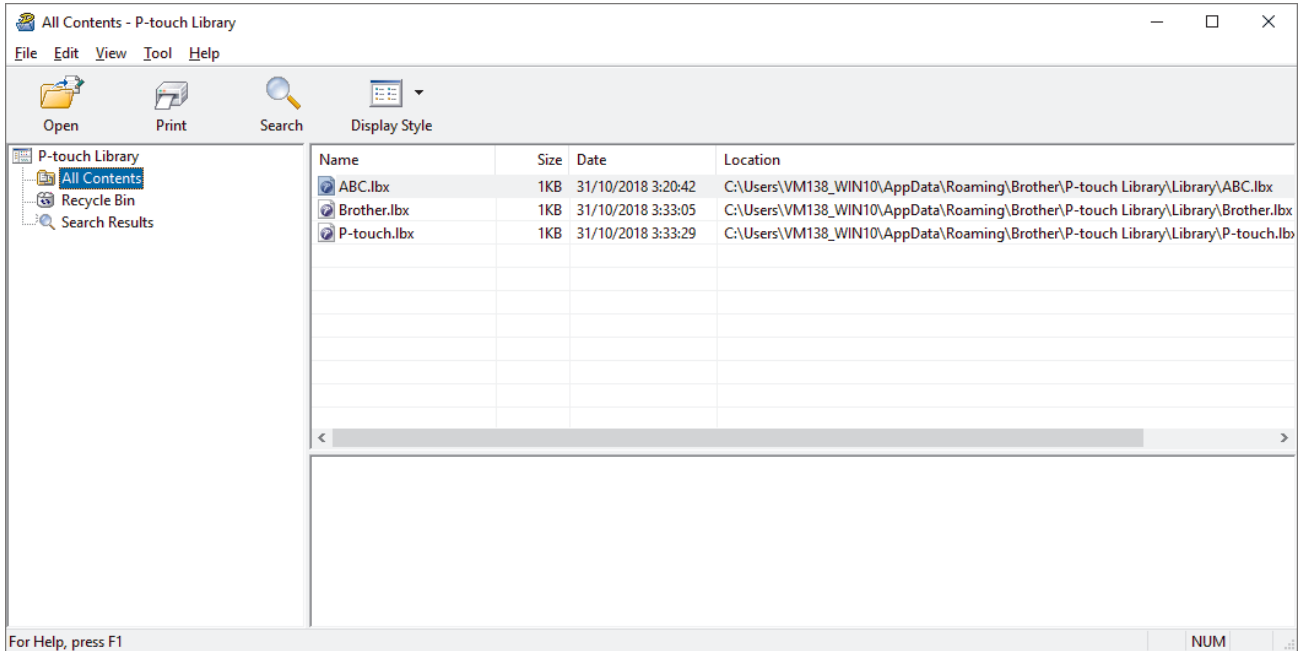 All Contents - P-touch Library
File Edit View Tool Help
Open Print Search Display Style
P-touch Library
All Contents
Recycle Bin
Search Results
Name Size Date Location
ABC.lbx 1KB 31/10/2018 3:20:42 C:\Users\VM138_WIN10\AppData\Roaming\Brother\P-touch Library\Library\ABC.lbx
Brother.lbx 1KB 31/10/2018 3:33:05 C:\Users\VM138_WIN10\AppData\Roaming\Brother\P-touch Library\Library\Brother.lbx
P-touch.lbx 1KB 31/10/2018 3:33:29 C:\Users\VM138_WIN10\AppData\Roaming\Brother\P-touch Library\Library\P-touch.lbx
For Help, press F1 NUM